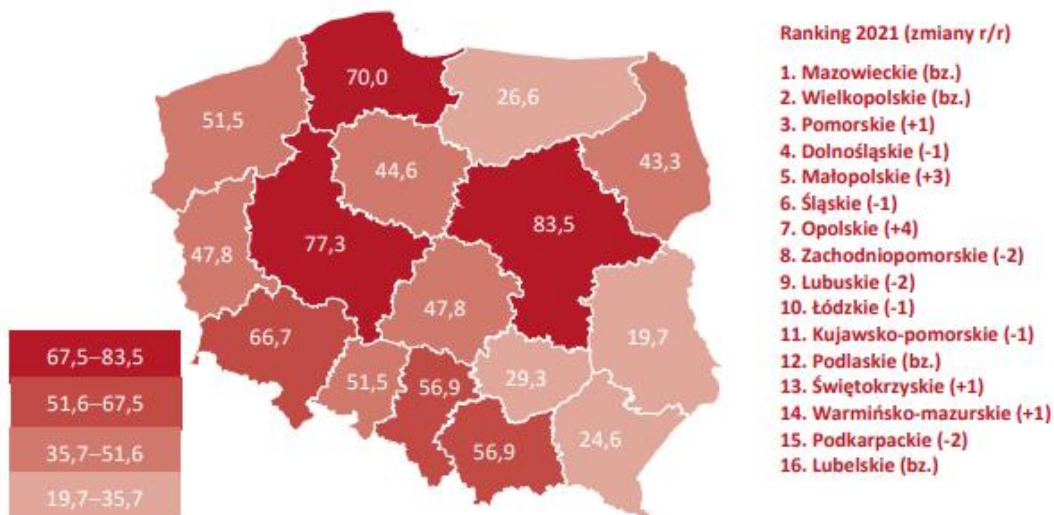 70,0
26,6
51,5
43,3
44,6
83,5
77,3
47,8
47,8
66,7
19,7
51,5
56,9
29,3
56,9
24,6
67,5–83,5
51,6–67,5
35,7–51,6
19,7–35,7
Ranking 2021 (zmiany r/r)
1. Mazowieckie (bz.)
2. Wielkopolskie (bz.)
3. Pomorskie (+1)
4. Dolnośląskie (-1)
5. Małopolskie (+3)
6. Śląskie (-1)
7. Opolskie (+4)
8. Zachodniopomorskie (-2)
9. Lubuskie (-2)
10. Łódzkie (-1)
11. Kujawsko-pomorskie (-1)
12. Podlaskie (bz.)
13. Świętokrzyskie (+1)
14. Warmińsko-mazurskie (+1)
15. Podkarpackie (-2)
16. Lubelskie (bz.)